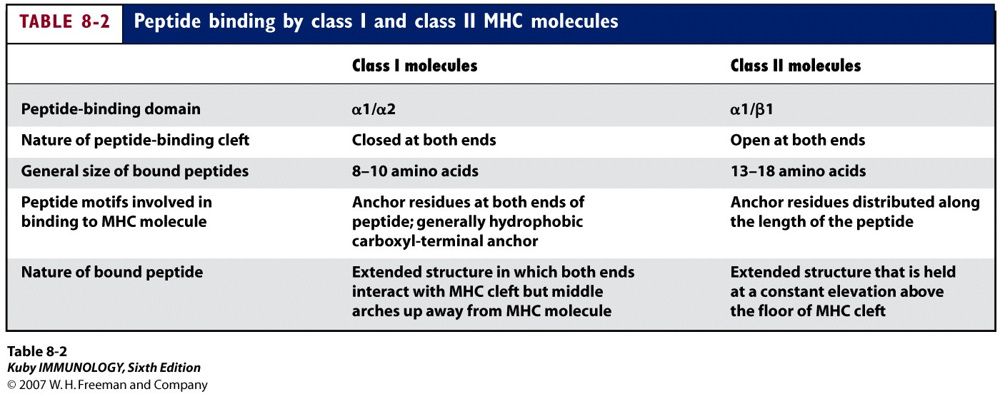 TABLE 8-2 Peptide binding by class I and class II MHC molecules
Class I molecules Class II molecules
Peptide-binding domain α1/α2 α1/β1
Nature of peptide-binding cleft Closed at both ends Open at both ends
General size of bound peptides 8–10 amino acids 13–18 amino acids
Peptide motifs involved in Anchor residues at both ends of Anchor residues distributed along
binding to MHC molecule peptide; generally hydrophobic the length of the peptide
carboxyl-terminal anchor
Nature of bound peptide Extended structure in which both ends Extended structure that is held
interact with MHC cleft but middle at a constant elevation above
arches up away from MHC molecule the floor of MHC cleft
Table 8-2
Kuby IMMUNOLOGY, Sixth Edition
© 2007 W. H. Freeman and Company